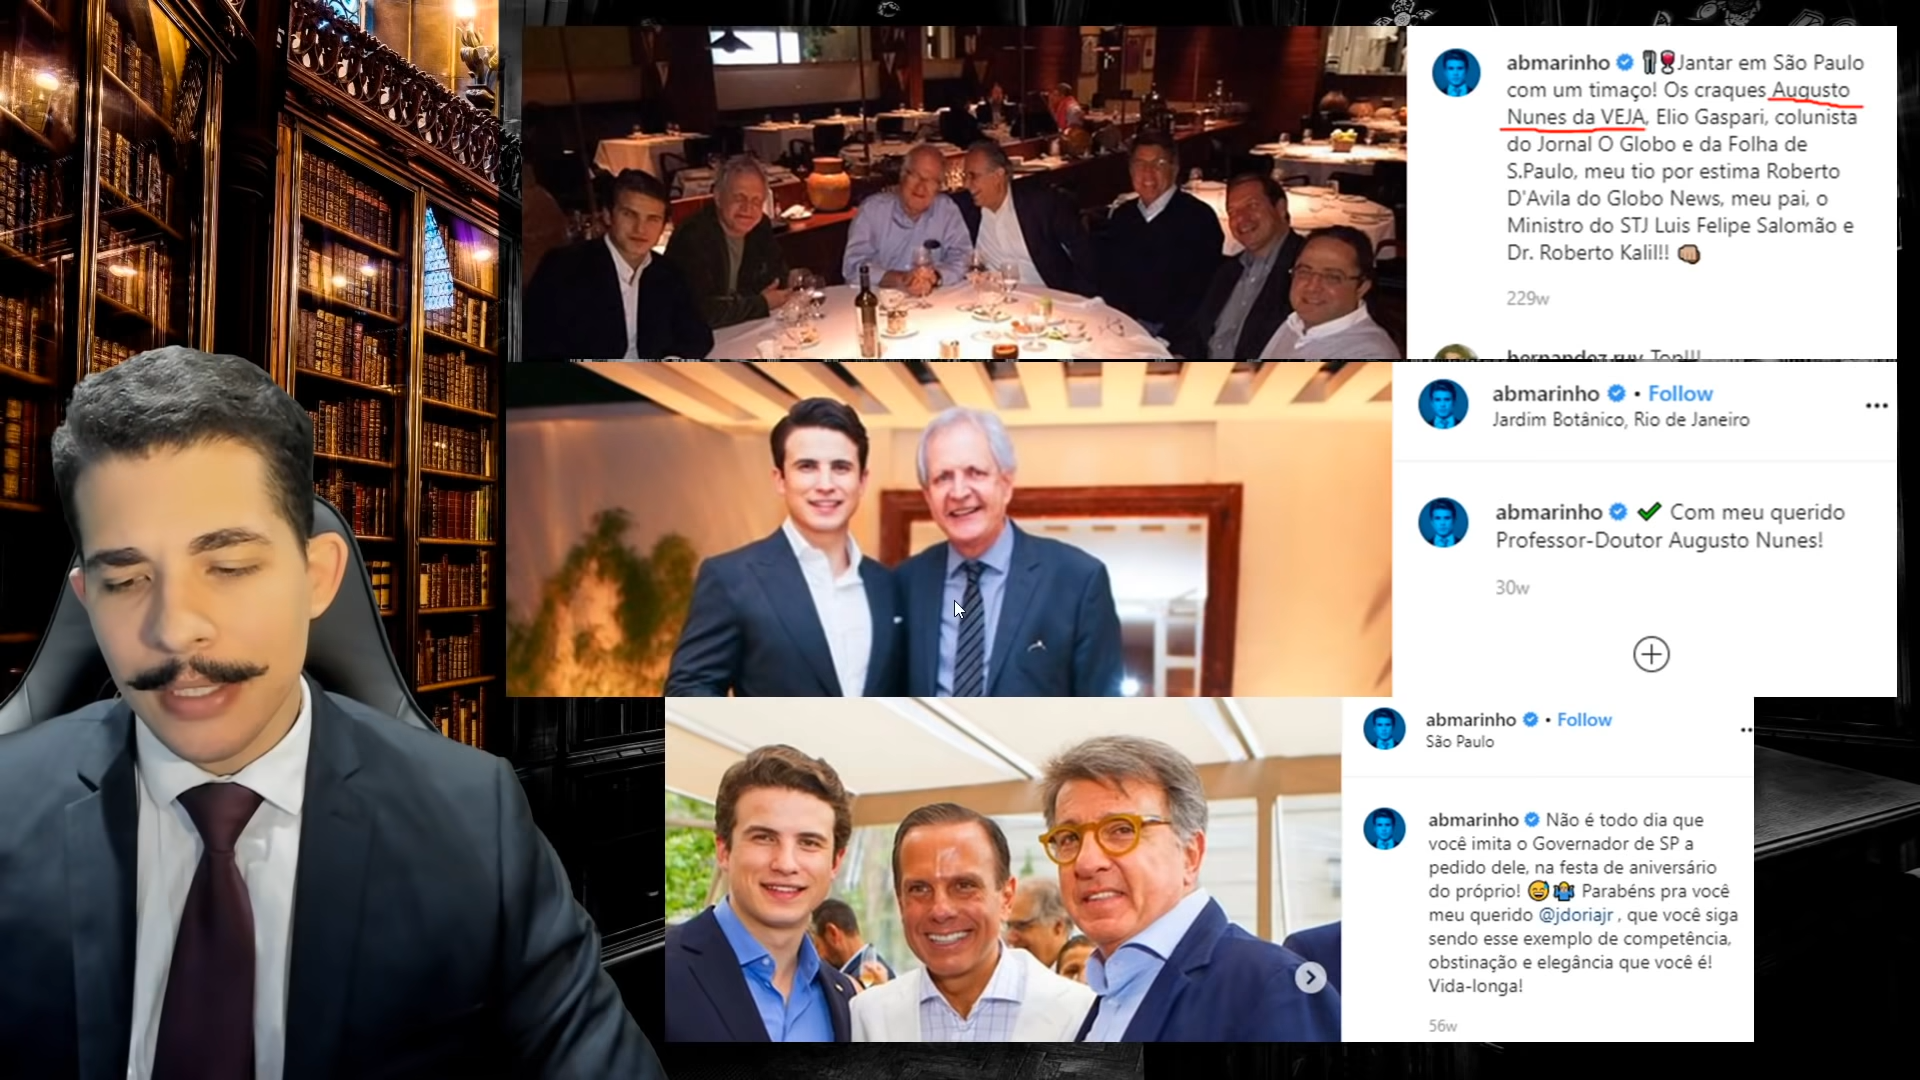 abmarinho 🍴🍷Jantar em São Paulo
com um timaço! Os craques Augusto
Nunes da VEJA, Elio Gaspari, colunista
do Jornal O Globo e da Folha de
S.Paulo, meu tio por estima Roberto
D'Avila do Globo News, meu pai, o
Ministro do STJ Luis Felipe Salomão e
Dr. Roberto Kalil!! 👊🏼
229w
hernandez.ruy Top!!!
abmarinho • Follow
Jardim Botânico, Rio de Janeiro
abmarinho ✔ Com meu querido
Professor-Doutor Augusto Nunes!
30w
abmarinho • Follow
São Paulo
abmarinho Não é todo dia que
você imita o Governador de SP a
pedido dele, na festa de aniversário
do próprio! 😅🤷‍♂️ Parabéns pra você
meu querido @jdoriajr , que você siga
sendo esse exemplo de competência,
obstinação e elegância que você é!
Vida-longa!
56w